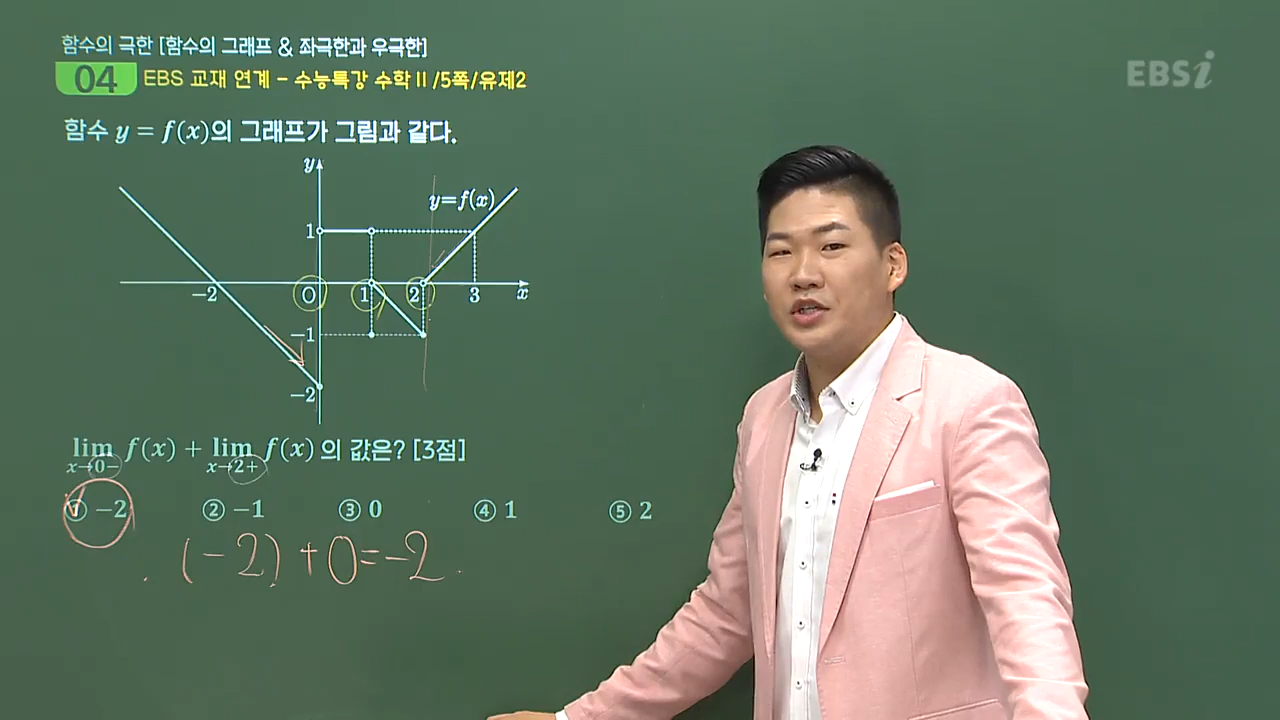 함수의 극한 [함수의 그래프 & 좌극한과 우극한]
04 EBS 교재 연계 - 수능특강 수학 II /5쪽/유제2
EBSi
함수 y = f(x)의 그래프가 그림과 같다.
y
y=f(x)
1
-2 O 1 2 3 x
-1
-2
lim f(x) + lim f(x) 의 값은? [3점]
x→0- x→2+
① -2 ② -1 ③ 0 ④ 1 ⑤ 2
(-2) + 0 = -2